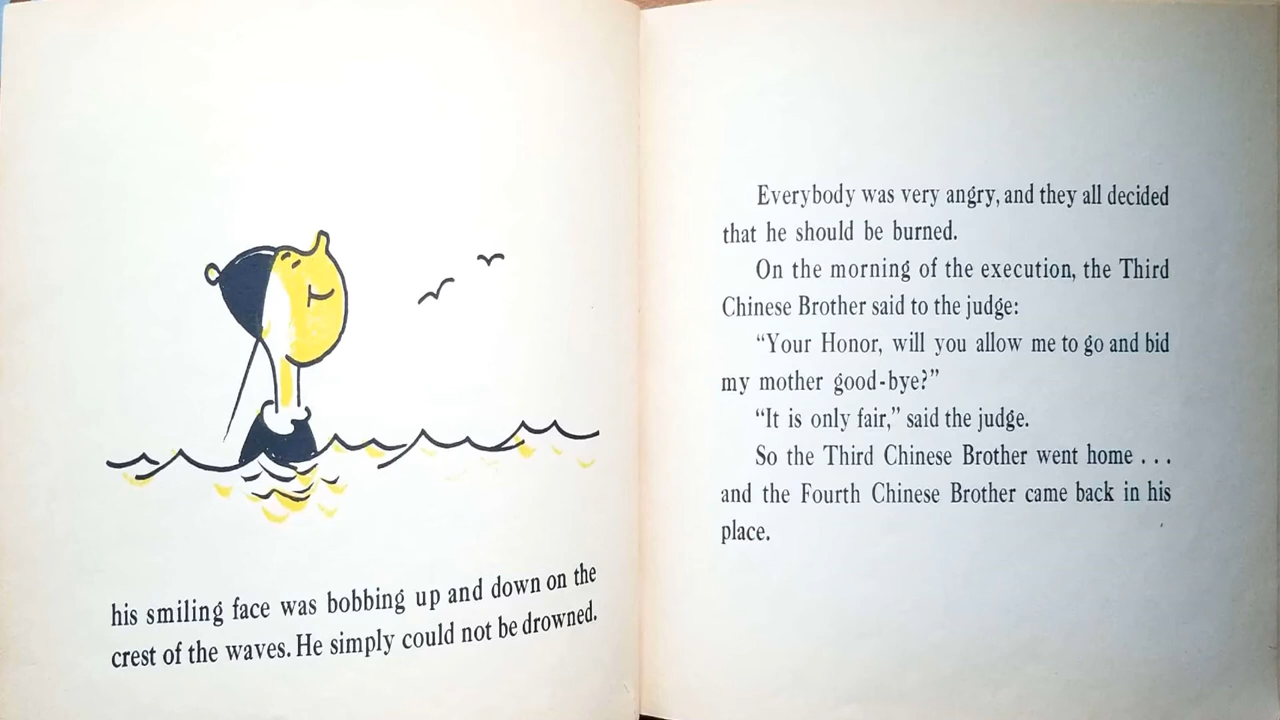 his smiling face was bobbing up and down on the
crest of the waves. He simply could not be drowned.
Everybody was very angry, and they all decided
that he should be burned.
On the morning of the execution, the Third
Chinese Brother said to the judge:
“Your Honor, will you allow me to go and bid
my mother good-bye?”
“It is only fair,” said the judge.
So the Third Chinese Brother went home . . .
and the Fourth Chinese Brother came back in his
place.